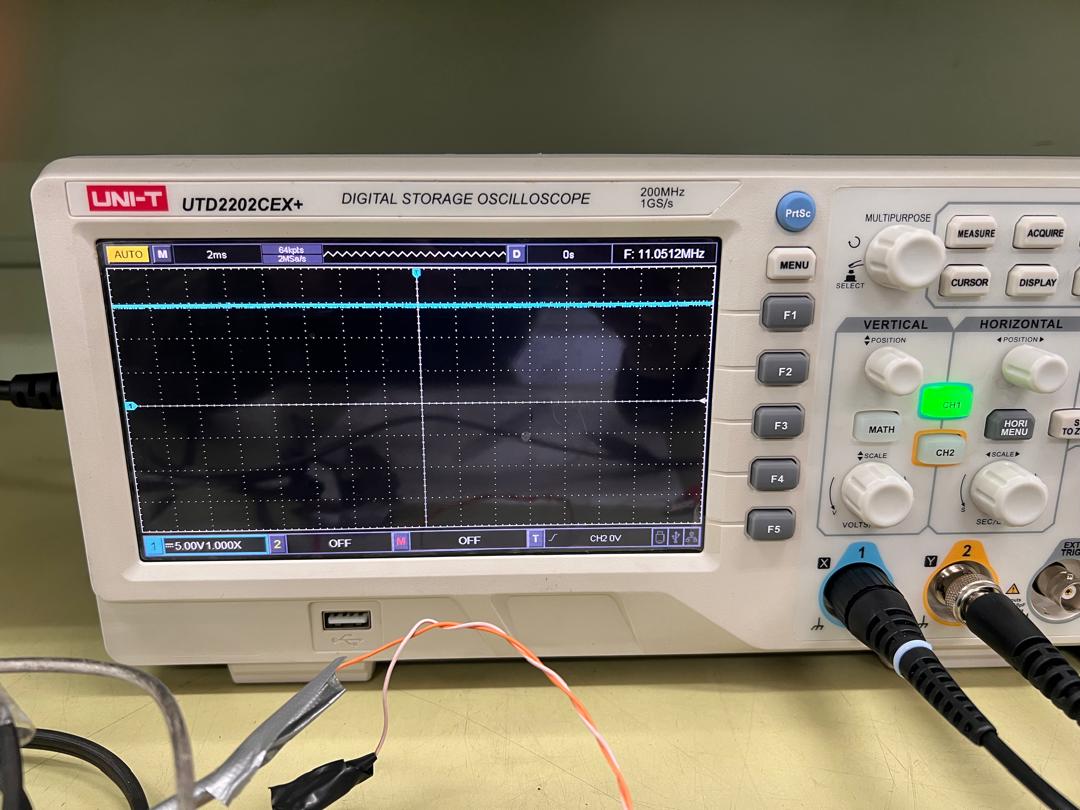 UNI-T UTD2202CEX+ DIGITAL STORAGE OSCILLOSCOPE 200MHz
1GS/s
PrtSc
AUTO M 2ms 64kpts
2MSa/s
D 0s F: 11.0512MHz
T
1
1 5.00V 1.000X 2 OFF M OFF T CH2 0V
MENU
F1
F2
F3
F4
F5
MULTIPURPOSE
SELECT
MEASURE
ACQUIRE
CURSOR
DISPLAY
VERTICAL
HORIZONTAL
POSITION
POSITION
CH1
MATH
CH2
HORI
MENU
SCALE
SCALE
X 1
Y 2